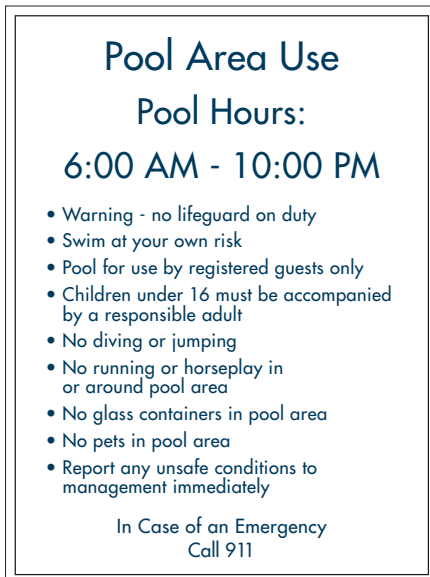 Pool Area Use
Pool Hours:
6:00 AM - 10:00 PM
• Warning - no lifeguard on duty
• Swim at your own risk
• Pool for use by registered guests only
• Children under 16 must be accompanied
by a responsible adult
• No diving or jumping
• No running or horseplay in
or around pool area
• No glass containers in pool area
• No pets in pool area
• Report any unsafe conditions to
management immediately
In Case of an Emergency
Call 911